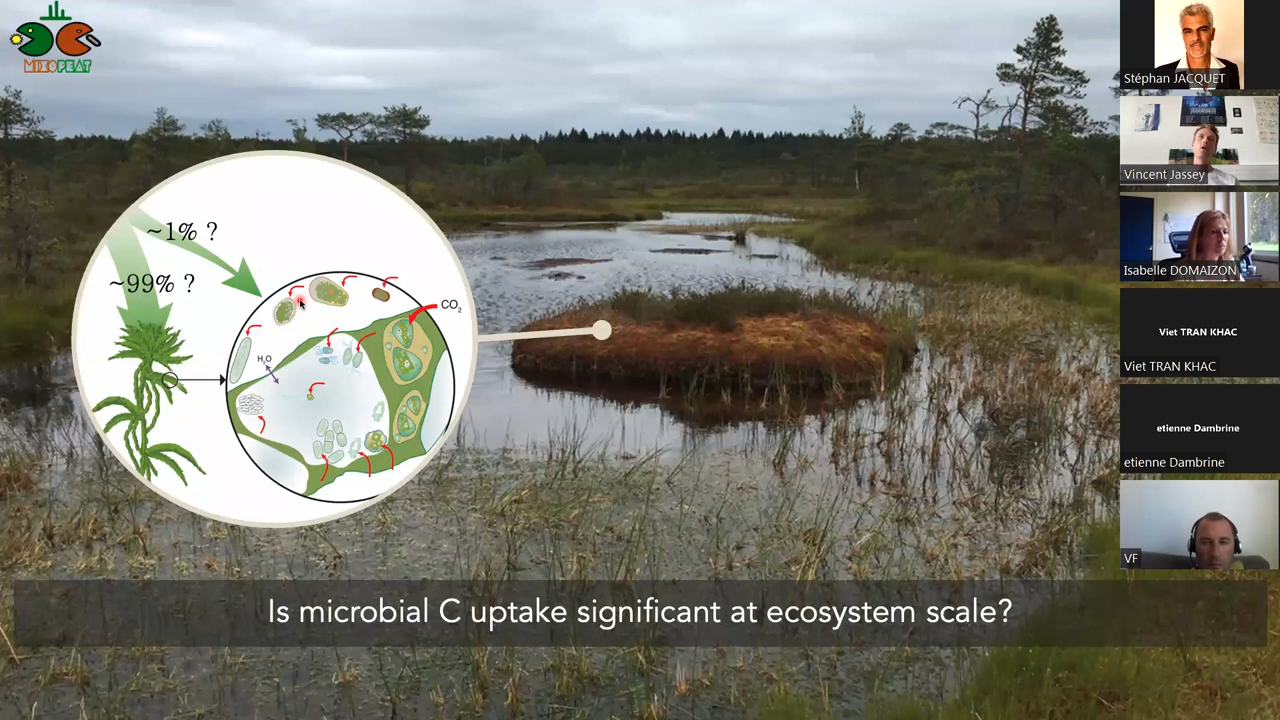 MIXOPEAT
~1% ?
~99% ?
CO2
H2O
Is microbial C uptake significant at ecosystem scale?
Stéphan JACQUET
Vincent Jassey
Isabelle DOMAIZON
Viet TRAN KHAC
Viet TRAN KHAC
etienne Dambrine
etienne Dambrine
VF